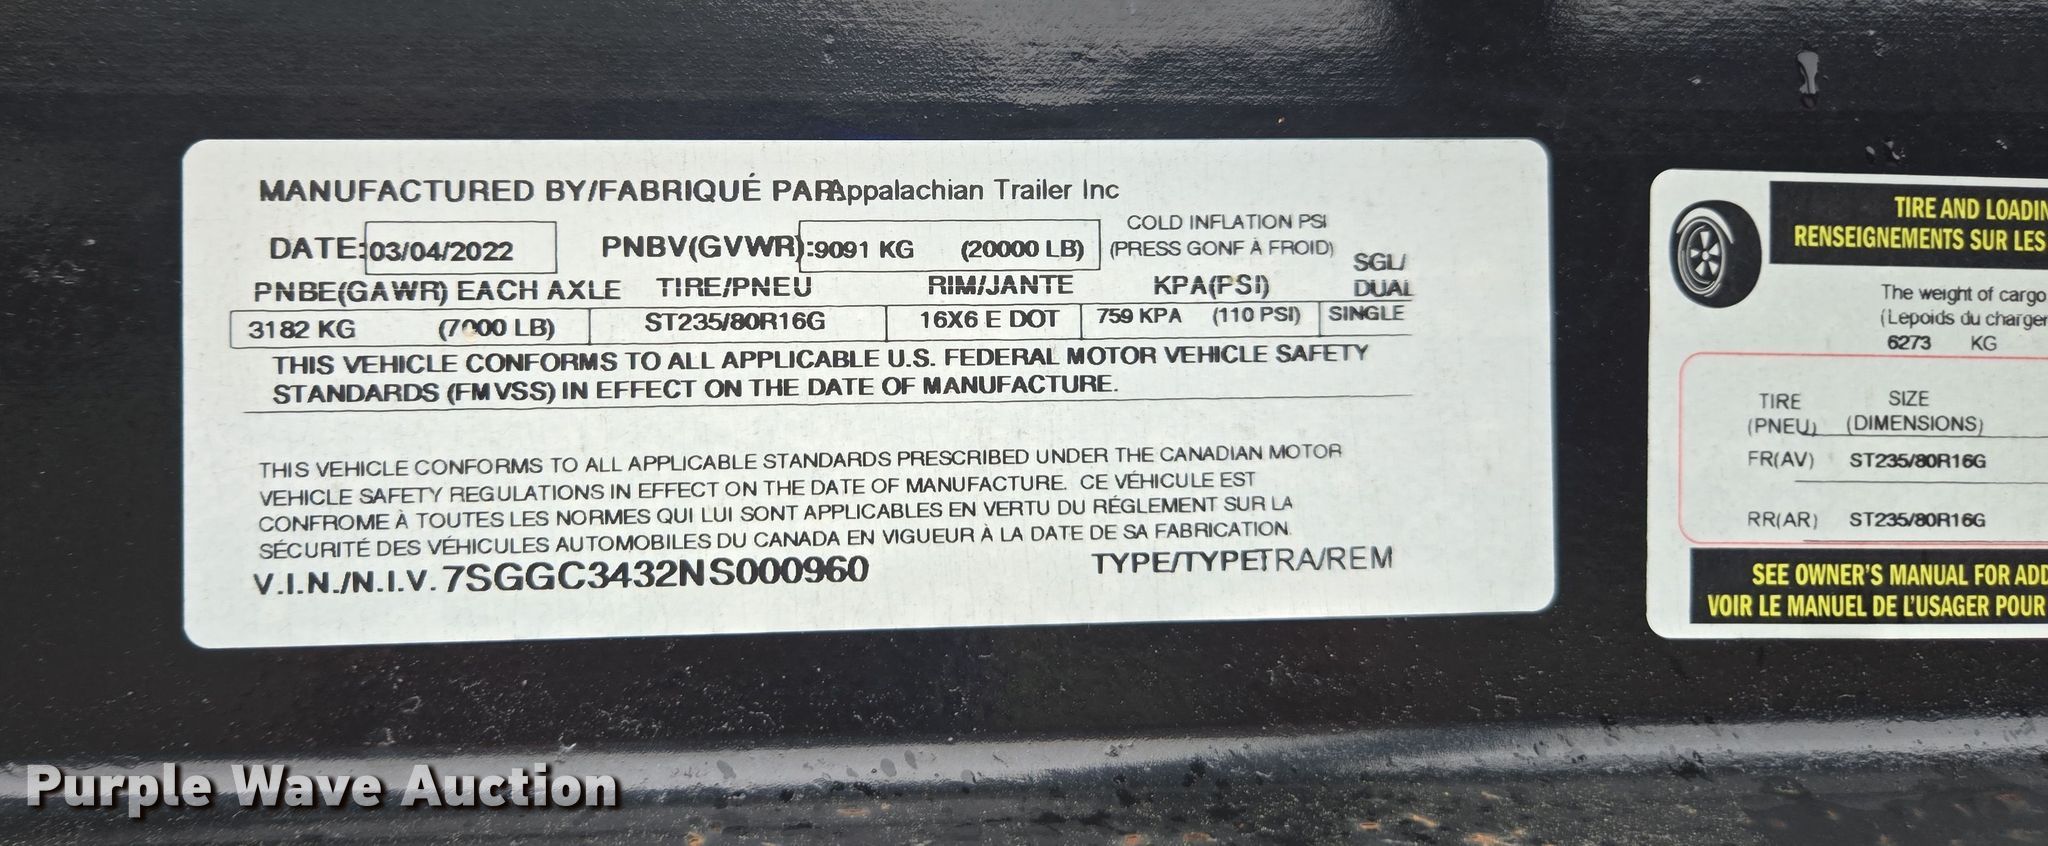 MANUFACTURED BY/FABRIQUÉ PAR Appalachian Trailer Inc
DATE: 03/04/2022 PNBV(GVWR): 9091 KG (20000 LB) COLD INFLATION PSI
(PRESS GONF À FROID)
PNBE(GAWR) EACH AXLE TIRE/PNEU RIM/JANTE KPA(PSI) SGL/
DUAL
3182 KG (7000 LB) ST235/80R16G 16X6 E DOT 759 KPA (110 PSI) SINGLE
THIS VEHICLE CONFORMS TO ALL APPLICABLE U.S. FEDERAL MOTOR VEHICLE SAFETY
STANDARDS (FMVSS) IN EFFECT ON THE DATE OF MANUFACTURE.
THIS VEHICLE CONFORMS TO ALL APPLICABLE STANDARDS PRESCRIBED UNDER THE CANADIAN MOTOR
VEHICLE SAFETY REGULATIONS IN EFFECT ON THE DATE OF MANUFACTURE. CE VÉHICULE EST
CONFROME À TOUTES LES NORMES QUI LUI SONT APPLICABLES EN VERTU DU RÉGLEMENT SUR LA
SÉCURITÉ DES VÉHICULES AUTOMOBILES DU CANADA EN VIGUEUR À LA DATE DE SA FABRICATION.
V.I.N./N.I.V. 7SGGC3432NS000960 TYPE/TYPE TRA/REM
TIRE AND LOADIN
RENSEIGNEMENTS SUR LES
The weight of cargo
(Lepoids du charger
6273 KG
TIRE SIZE
(PNEU) (DIMENSIONS)
FR(AV) ST235/80R16G
RR(AR) ST235/80R16G
SEE OWNER'S MANUAL FOR ADD
VOIR LE MANUEL DE L'USAGER POUR
Purple Wave Auction